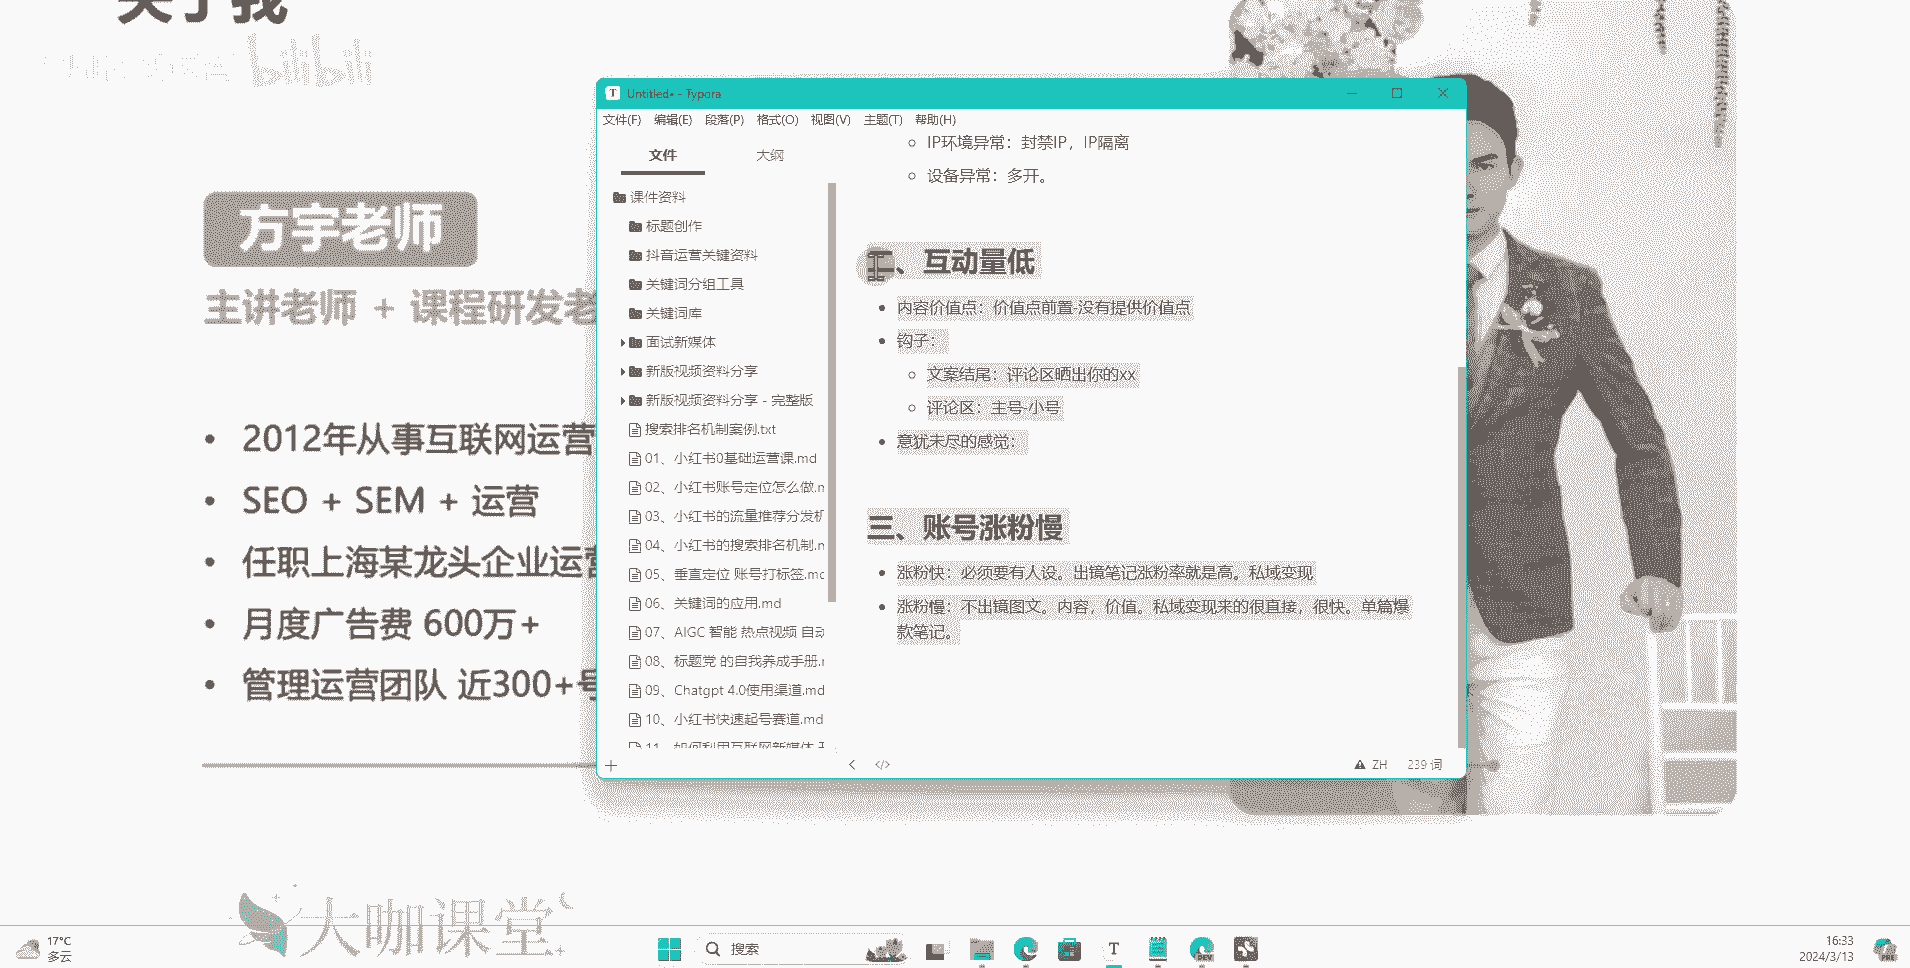 关于我
bilibili
方宇老师
主讲老师 + 课程研发老
2012年从事互联网运营
SEO + SEM + 运营
任职上海某龙头企业运营
月度广告费 600万+
管理运营团队 近300+号
Untitled• - Typora
文件(F) 编辑(E) 段落(P) 格式(O) 视图(V) 主题(T) 帮助(H)
文件 大纲
课件资料
标题创作
抖音运营关键资料
关键词分组工具
关键词库
面试新媒体
新版视频资料分享
新版视频资料分享 - 完整版
搜索排名机制案例.txt
01、小红书0基础运营课.md
02、小红书账号定位怎么做.m
03、小红书的流量推荐分发机
04、小红书的搜索排名机制.m
05、垂直定位 账号打标签.md
06、关键词的应用.md
07、AIGC 智能 热点视频 自动
08、标题党 的自我养成手册.m
09、Chatgpt 4.0使用渠道.md
10、小红书快速起号赛道.md
11、如何利用互联网新媒体
IP环境异常：封禁IP，IP隔离
设备异常：多开。
二、互动量低
内容价值点：价值点前置-没有提供价值点
钩子：
文案结尾：评论区晒出你的xx
评论区：主号-小号
意犹未尽的感觉：
三、账号涨粉慢
涨粉快：必须要有人设。出镜笔记涨粉率就是高。私域变现
涨粉慢：不出镜图文。内容，价值。私域变现来的很直接，很快。单篇爆
款笔记。
ZH 239 词
大咖课堂
17°C
多云
搜索
T
DEV
16:33
2024/3/13
PRE